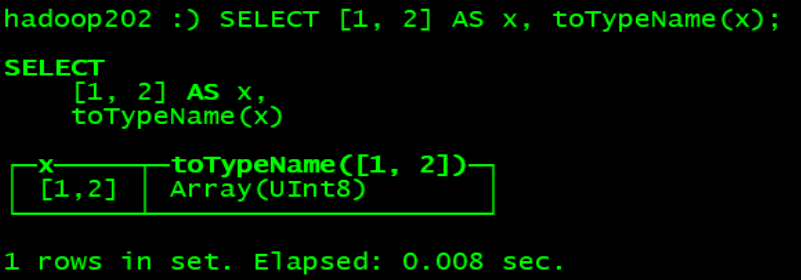 hadoop202 :) SELECT [1, 2] AS x, toTypeName(x);
SELECT
[1, 2] AS x,
toTypeName(x)
x toTypeName([1, 2])
[1,2] Array(UInt8)
1 rows in set. Elapsed: 0.008 sec.